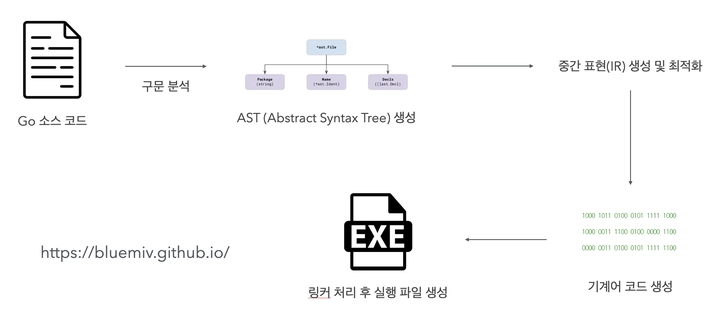 Go 소스 코드
구문 분석
*ast.File
Package
(string)
Name
(*ast.Ident)
Decls
([]ast.Decl)
AST (Abstract Syntax Tree) 생성
중간 표현(IR) 생성 및 최적화
1000 1011 0100 0101 1111 1000
1000 0011 1100 0100 0000 1100
0000 0011 0100 0101 1111 1100
기계어 코드 생성
EXE
링커 처리 후 실행 파일 생성
https://bluemiv.github.io/